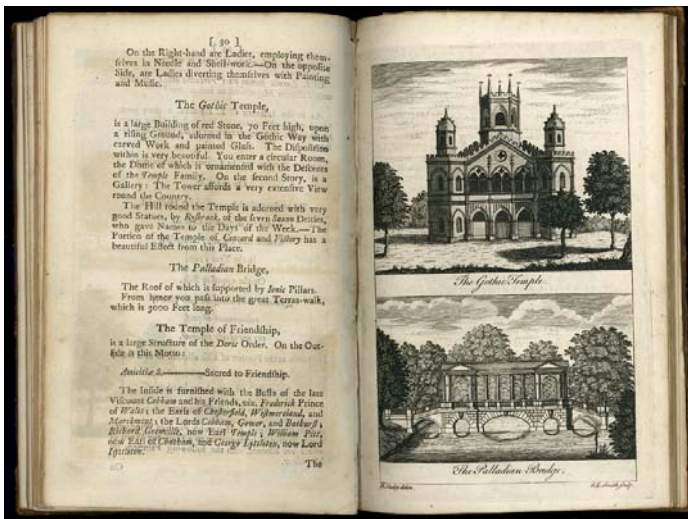 [ 30 ]
On the Right-hand are Ladies, employing them-
selves in Needle and Shell-work.—On the opposite
Side, are Ladies diverting themselves with Painting
and Music.
The Gothic Temple,
is a large Building of red Stone, 70 Feet high, upon
a rising Ground, adorned in the Gothic Way with
carved Work and painted Glass. The Disposition
within is very beautiful. You enter a circular Room,
the Dome of which is ornamented with the Descents
of the Temple Family. On the second Story, is a
Gallery: The Tower affords a very extensive View
round the Country.
The Hill round the Temple is adorned with very
good Statues, by Rysbrack, of the seven Saxon Deities,
who gave Names to the Days of the Week.—The
Portico of the Temple of Concord and Victory has a
beautiful Effect from this Place.
The Palladian Bridge,
The Roof of which is supported by Ionic Pillars.
From hence you pass into the great Terras-walk,
which is 3000 Feet long.
The Temple of Friendship,
is a large Structure of the Doric Order. On the Out-
side is this Motto:
Amicitiæ S.———Sacred to Friendship.
The Inside is furnished with the Busts of the late
Viscount Cobham and his Friends, viz. Frederick Prince
of Wales; the Earls of Chesterfield, Westmoreland, and
Marchmont; the Lords Cobham, Gower, and Bathurst;
Richard Grenville, now Earl Temple; William Pitt,
now Earl of Chatham, and George Lyttleton, now Lord
Lyttleton.
The
The Gothic Temple.
The Palladian Bridge.